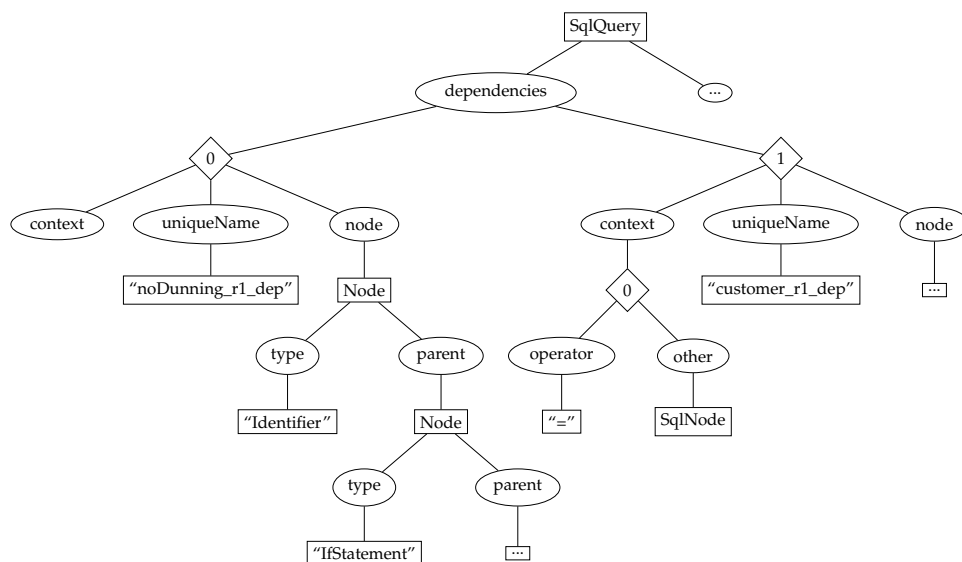 SqlQuery
dependencies
...
0
1
context
uniqueName
node
context
uniqueName
node
“noDunning_r1_dep”
Node
0
“customer_r1_dep”
...
type
parent
operator
other
“Identifier”
Node
“=”
SqlNode
type
parent
“IfStatement”
...